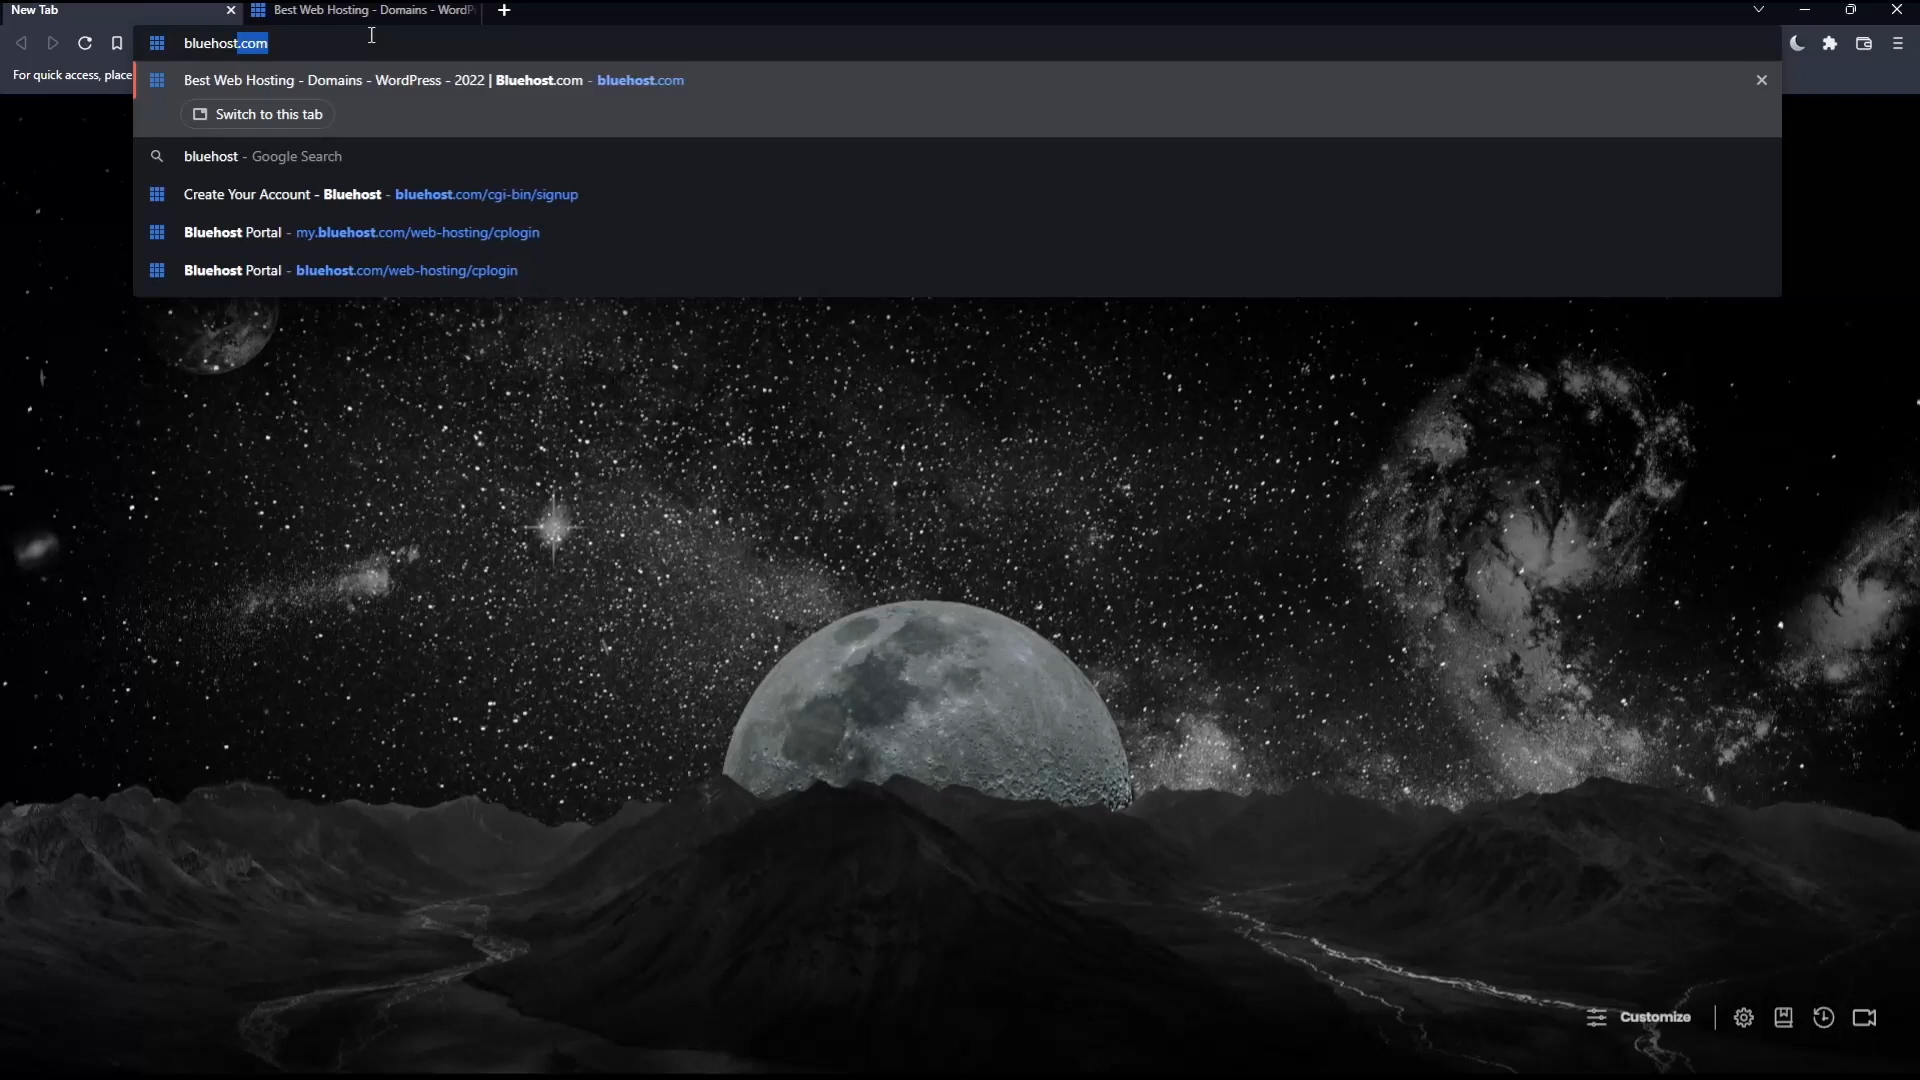 New Tab
Best Web Hosting - Domains - WordP
bluehost.com
For quick access, place
Best Web Hosting - Domains - WordPress - 2022 | Bluehost.com - bluehost.com
Switch to this tab
bluehost - Google Search
Create Your Account - Bluehost - bluehost.com/cgi-bin/signup
Bluehost Portal - my.bluehost.com/web-hosting/cplogin
Bluehost Portal - bluehost.com/web-hosting/cplogin
Customize